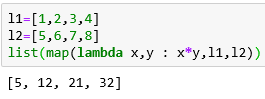 l1=[1,2,3,4]
l2=[5,6,7,8]
list(map(lambda x,y : x*y,l1,l2))
[5, 12, 21, 32]